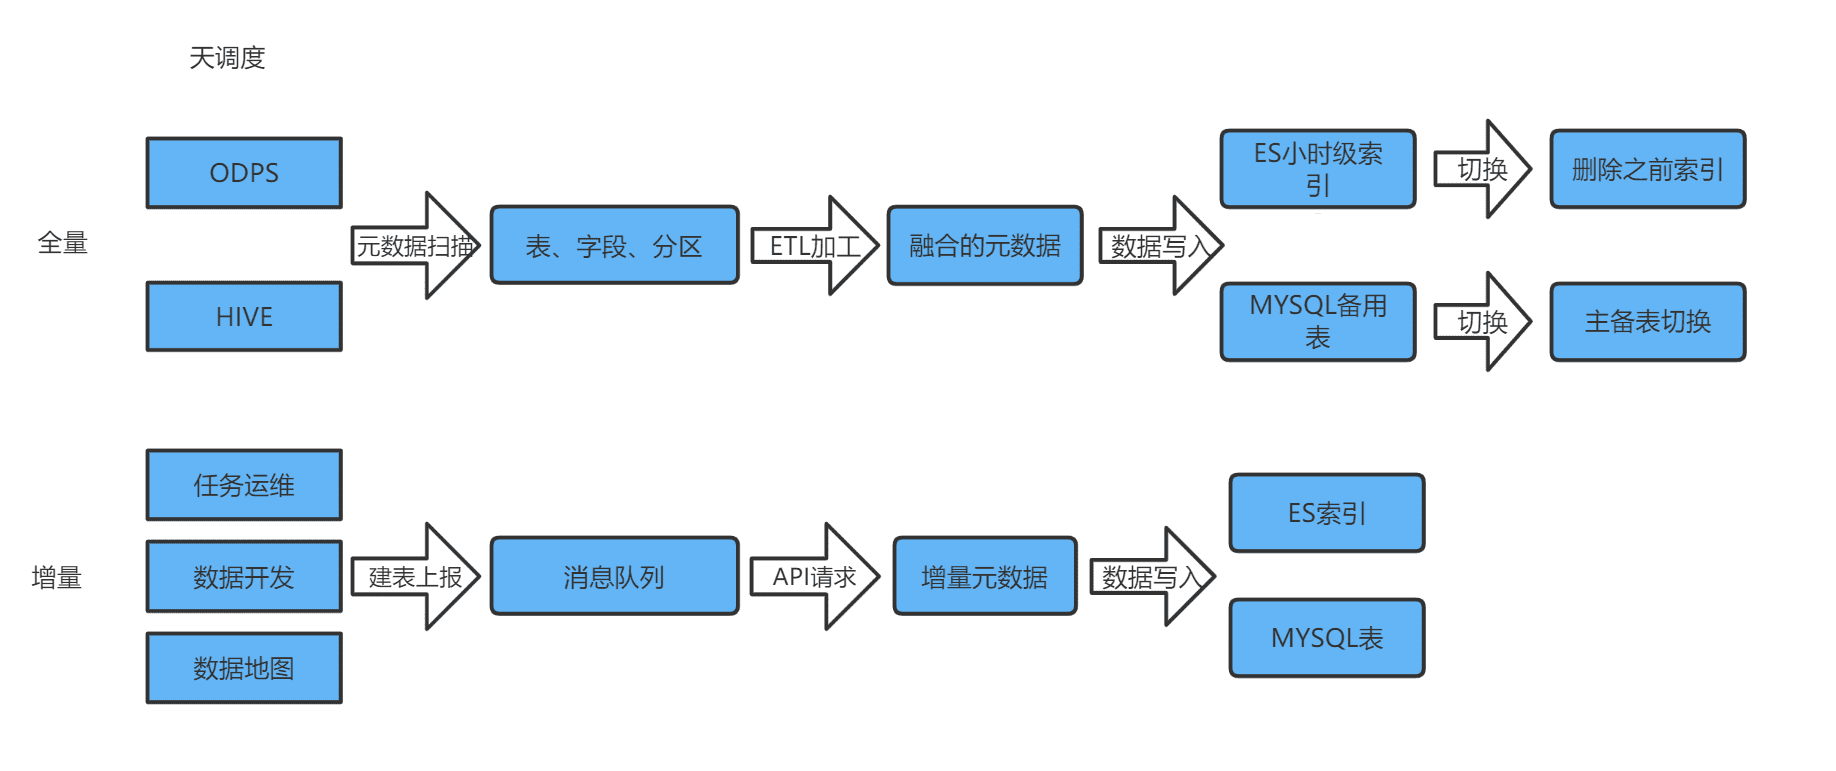 天调度
全量
ODPS
HIVE
元数据扫描
表、字段、分区
ETL加工
融合的元数据
数据写入
ES小时级索
引
切换
删除之前索引
MYSQL备用
表
切换
主备表切换
增量
任务运维
数据开发
数据地图
建表上报
消息队列
API请求
增量元数据
数据写入
ES索引
MYSQL表